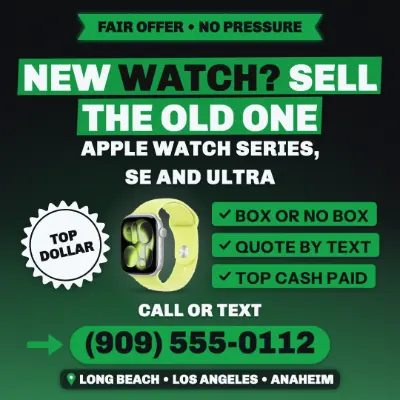 FAIR OFFER • NO PRESSURE
NEW WATCH? SELL
THE OLD ONE
APPLE WATCH SERIES,
SE AND ULTRA
TOP
DOLLAR
BOX OR NO BOX
QUOTE BY TEXT
TOP CASH PAID
CALL OR TEXT
(909) 555-0112
LONG BEACH • LOS ANGELES • ANAHEIM